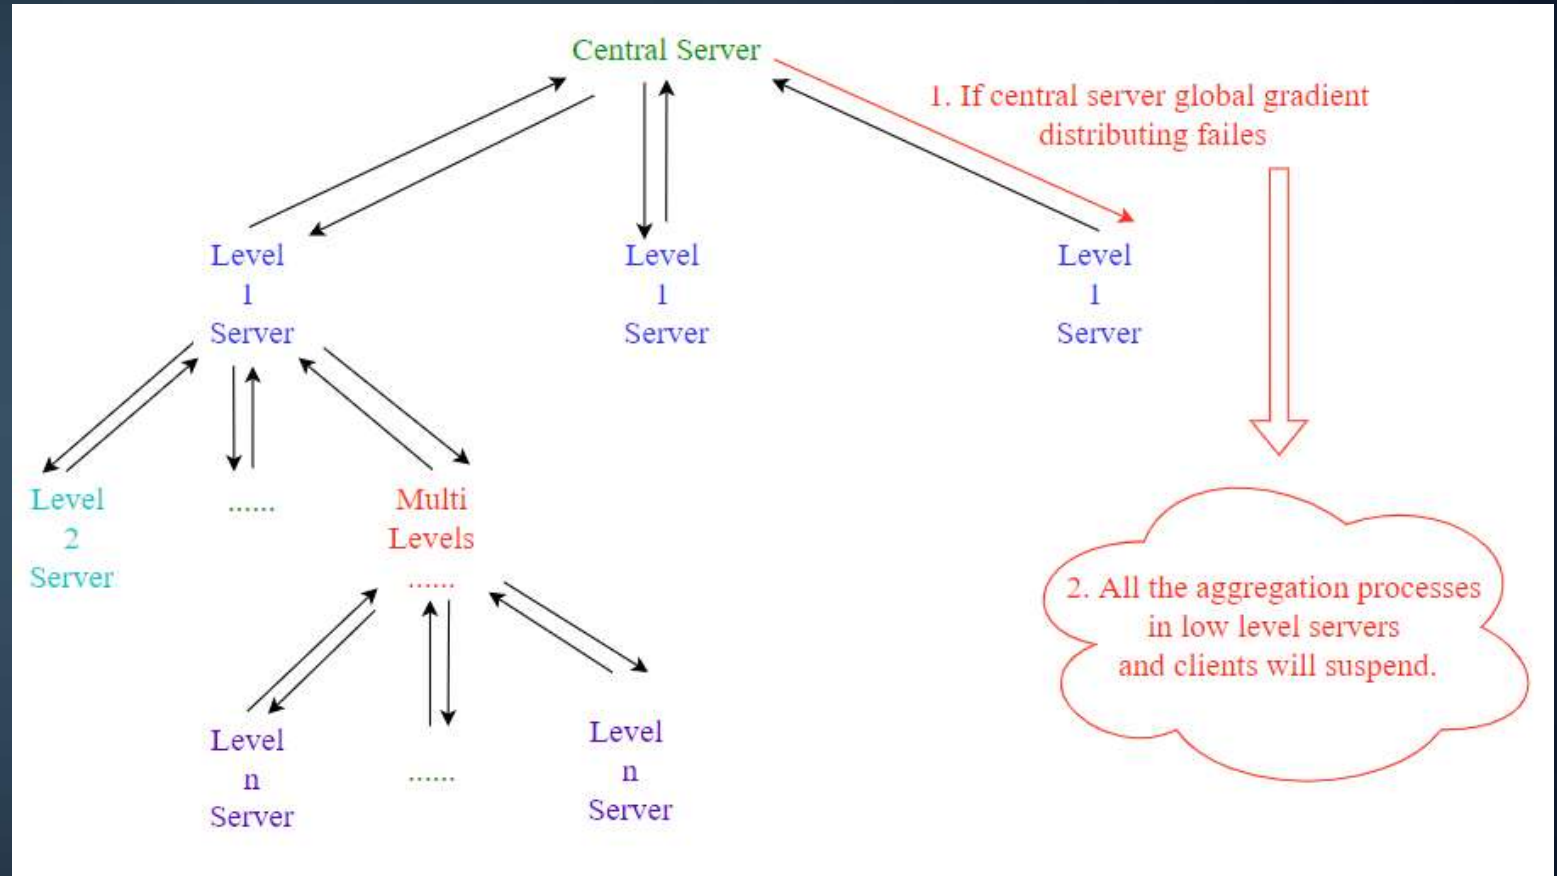 Central Server
1. If central server global gradient
distributing failes
Level
1
Server
Level
1
Server
Level
1
Server
Level
2
Server
......
Multi
Levels
......
2. All the aggregation processes
in low level servers
and clients will suspend.
Level
n
Server
......
Level
n
Server